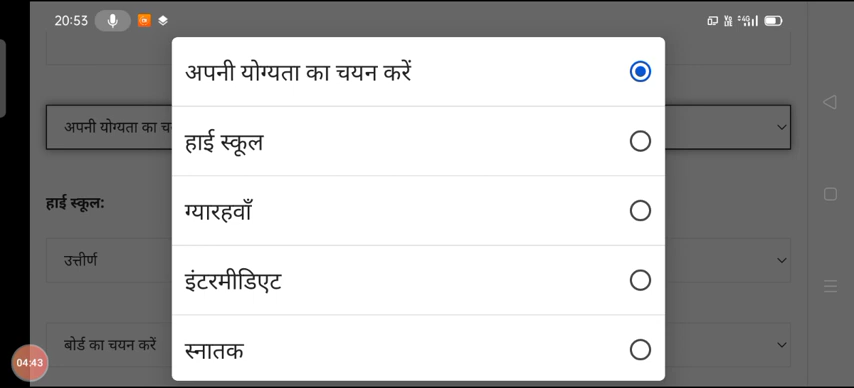 20:53
अपनी योग्यता का चयन करें
अपनी योग्यता का च
हाई स्कूल
ग्यारहवाँ
हाई स्कूल:
उत्तीर्ण
इंटरमीडिएट
बोर्ड का चयन करें
स्नातक
04:43